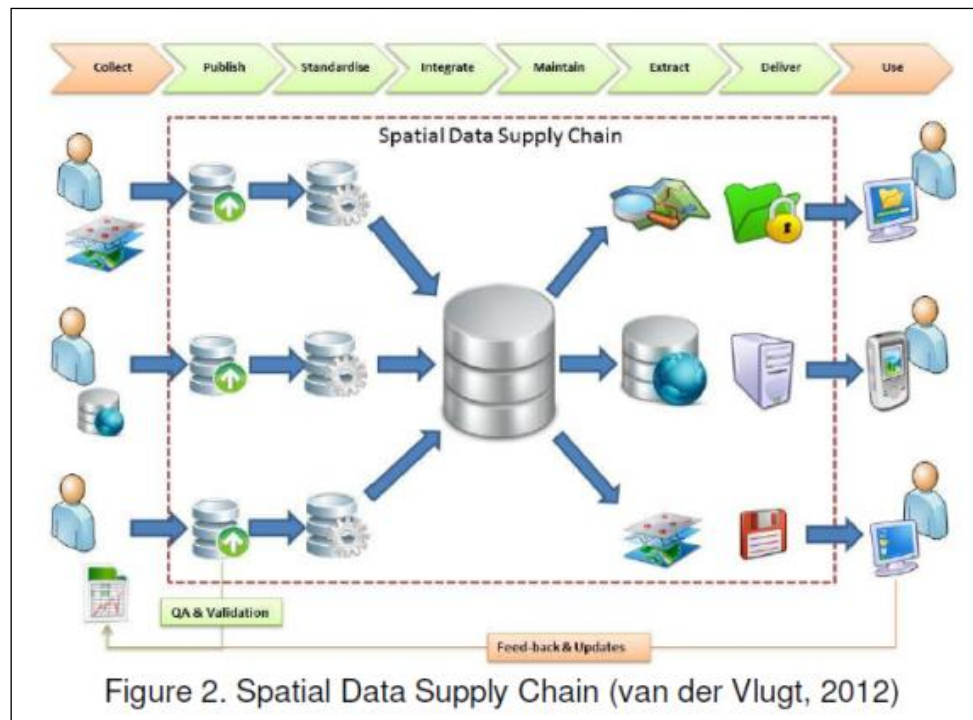 Collect Publish Standardise Integrate Maintain Extract Deliver Use
Spatial Data Supply Chain
QA & Validation
Feed-back & Updates
Figure 2. Spatial Data Supply Chain (van der Vlugt, 2012)